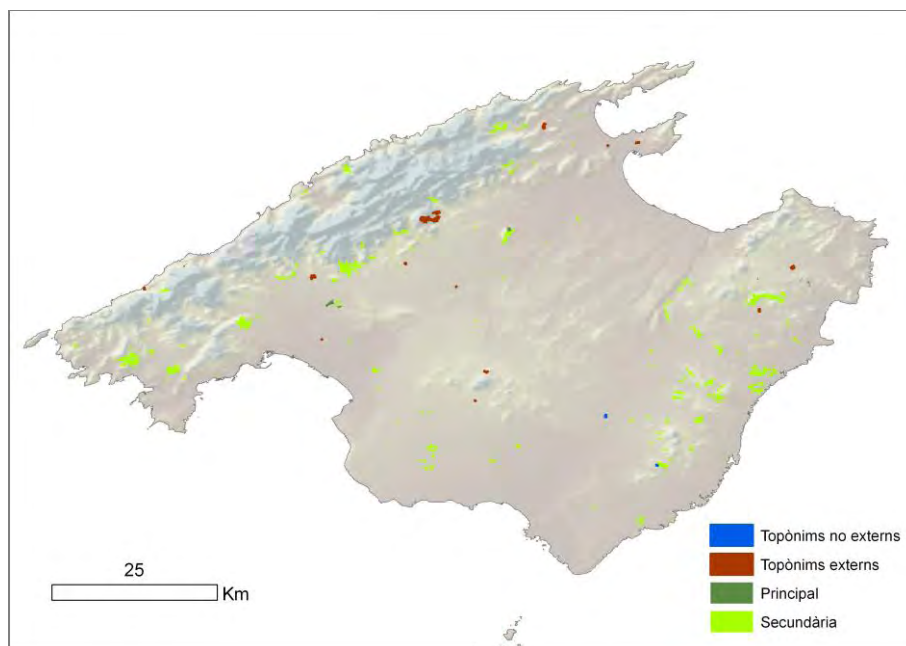 25
Km
Topònims no externs
Topònims externs
Principal
Secundària